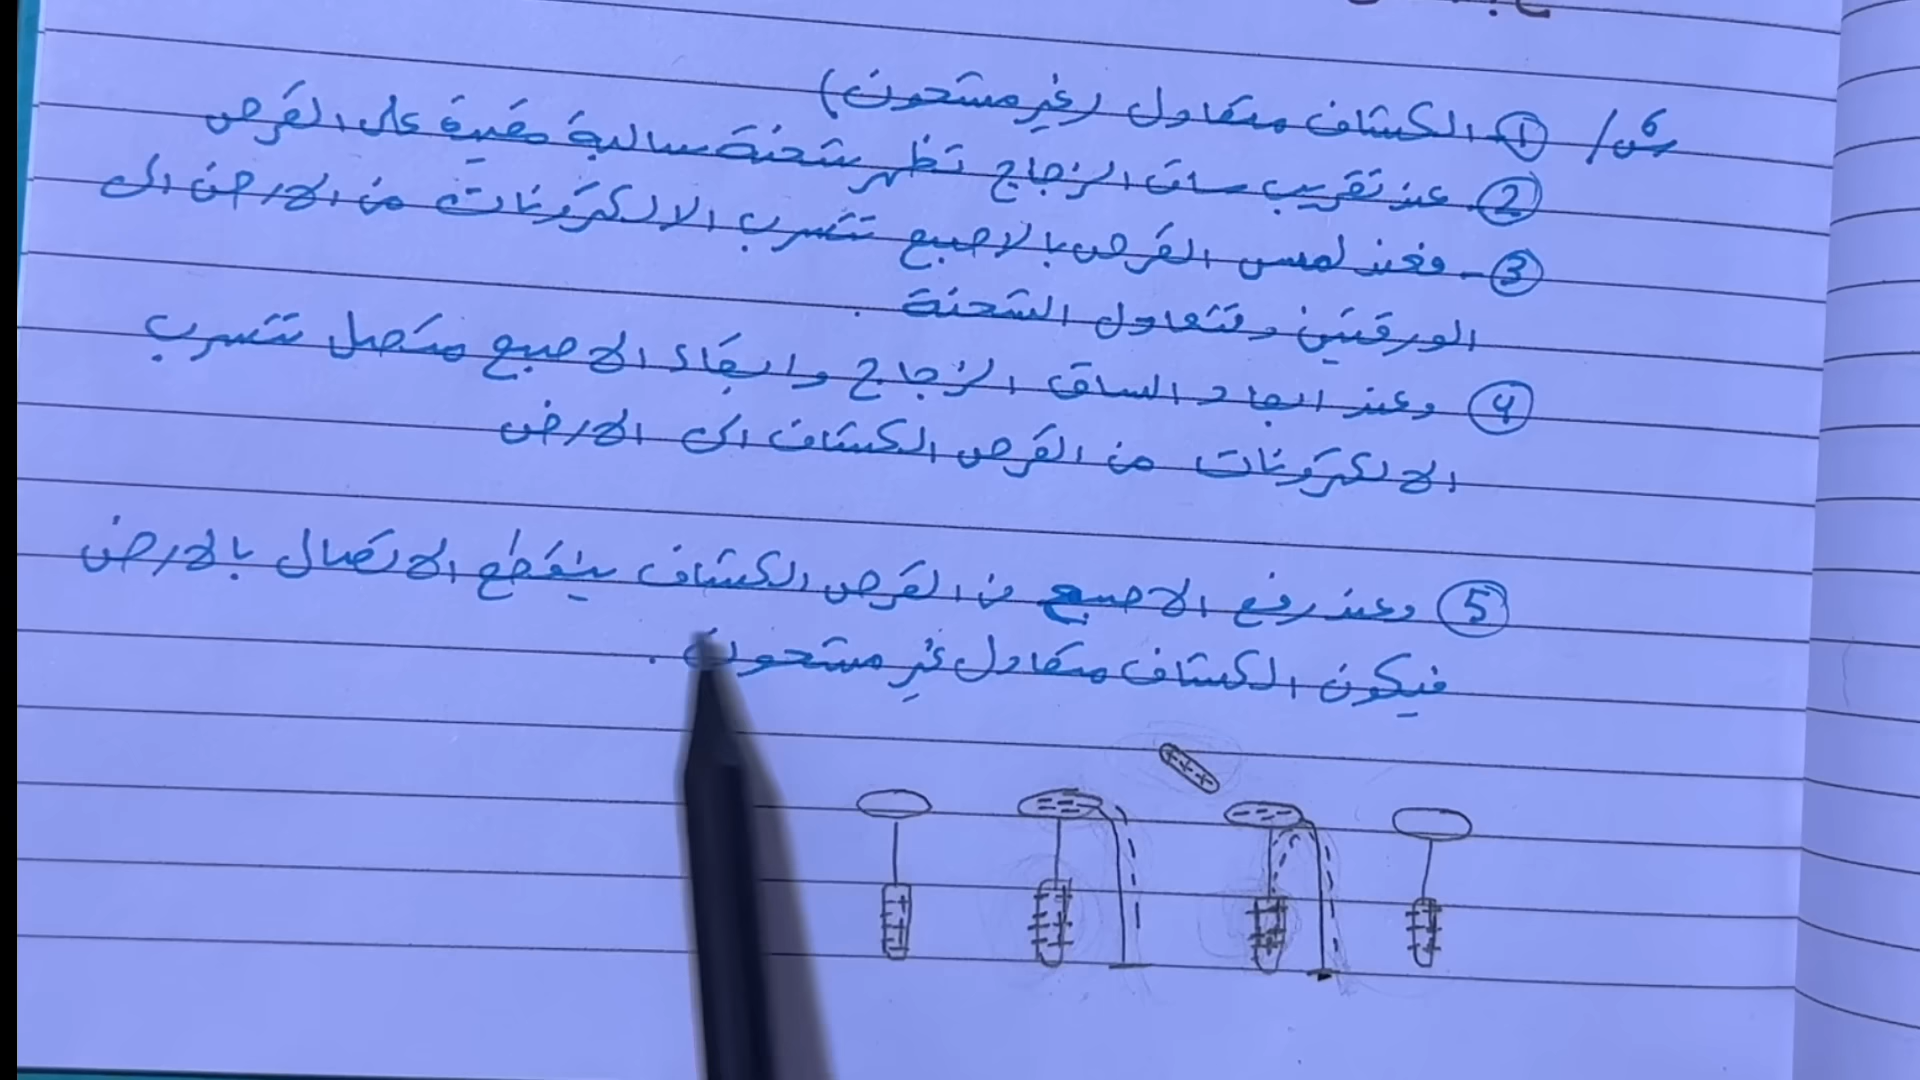 س6/ ①- الكشاف متعادل (غير مشحون)
②- عند تقريب ساق الزجاج تظهر شحنة سالبة مقيدة على القرص
③- فعند لمس القرص بالاصبع تتسرب الالكترونات من الارض الى
الورقتين وتتعادل الشحنة .
④ وعند ابعاد الساق الزجاج وابقاء الاصبع متصل تتسرب
الالكترونات من القرص الكشاف الى الارض
⑤ وعند رفع الاصبع من القرص الكشاف ينقطع الاتصال بالارض
فيكون الكشاف متعادل غير مشحون .